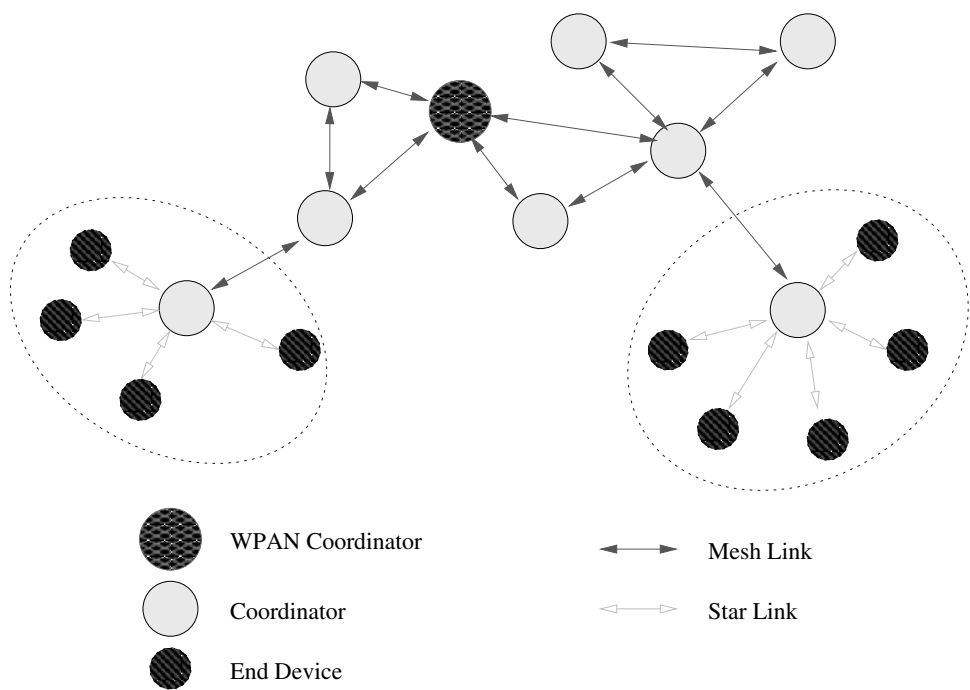 WPAN Coordinator
Coordinator
End Device
Mesh Link
Star Link